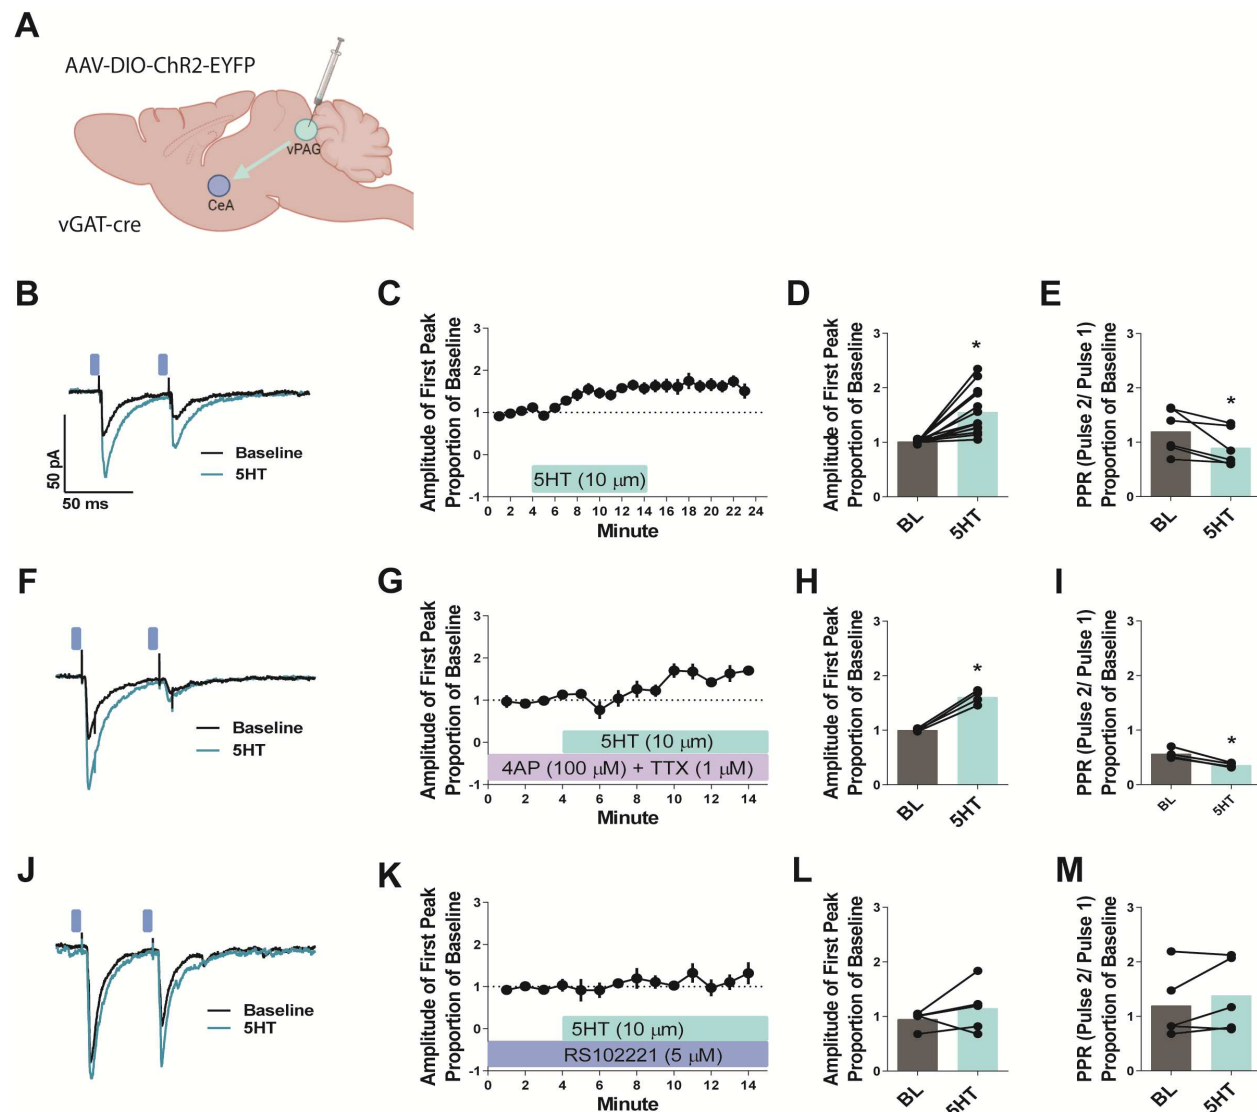 A
AAV-DIO-ChR2-EYFP
vPAG
CeA
vGAT-cre
B
50 pA
50 ms
Baseline
5HT
C
Amplitude of First Peak
Proportion of Baseline
3
2
1
0
-1
5HT (10 μm)
0 2 4 6 8 10 12 14 16 18 20 22 24
Minute
D
Amplitude of First Peak
Proportion of Baseline
3
2
1
0
*
BL
5HT
E
PPR (Pulse 2/ Pulse 1)
Proportion of Baseline
3
2
1
0
*
BL
5HT
F
Baseline
5HT
G
Amplitude of First Peak
Proportion of Baseline
3
2
1
0
-1
5HT (10 μm)
4AP (100 μM) + TTX (1 μM)
0 2 4 6 8 10 12 14
Minute
H
Amplitude of First Peak
Proportion of Baseline
3
2
1
0
*
BL
5HT
I
PPR (Pulse 2/ Pulse 1)
Proportion of Baseline
3
2
1
0
*
BL
5HT
J
Baseline
5HT
K
Amplitude of First Peak
Proportion of Baseline
3
2
1
0
-1
5HT (10 μm)
RS102221 (5 μM)
0 2 4 6 8 10 12 14
Minute
L
Amplitude of First Peak
Proportion of Baseline
3
2
1
0
BL
5HT
M
PPR (Pulse 2/ Pulse 1)
Proportion of Baseline
3
2
1
0
BL
5HT